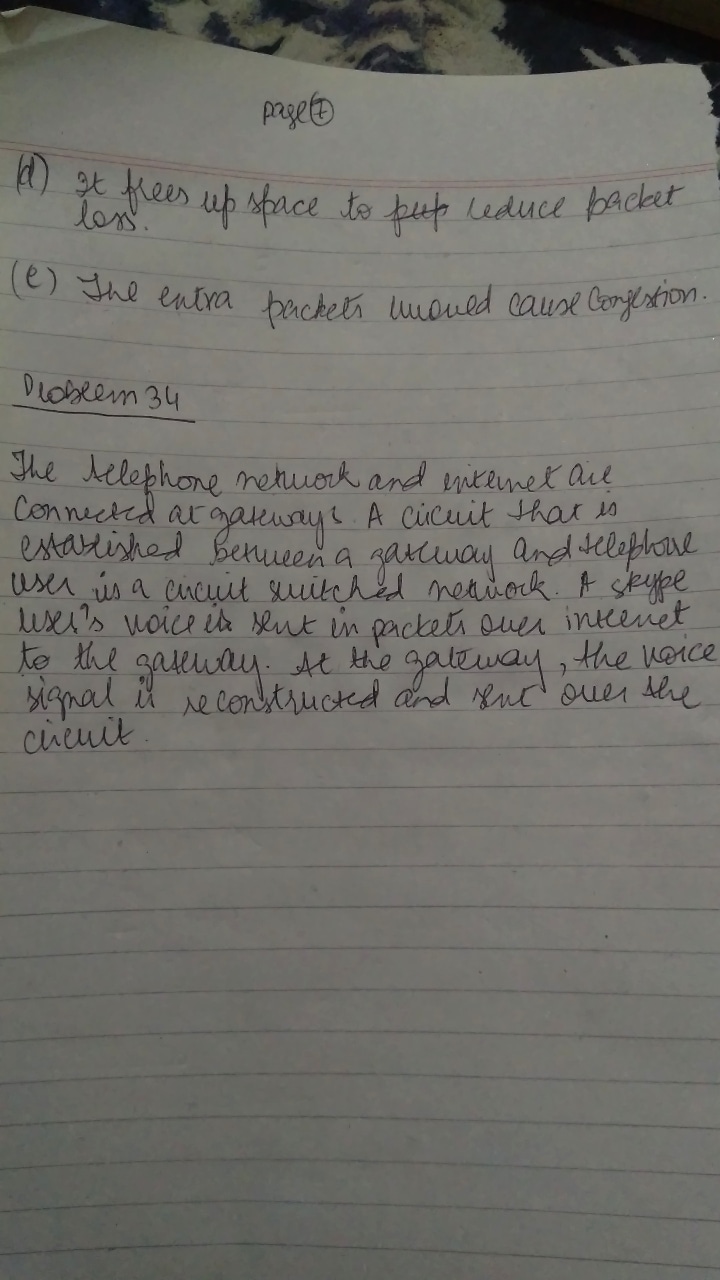 page (7)
(d) It frees up space to pup reduce packet
loss.
(e) The extra packets moved cause Congestion.
Problem 34
The telephone network and internet are
Connected at gateways. A circuit that is
established between a gateway and telephone
user is a circuit switched network. A skype
user's voice is sent in packets over internet
to the gateway. At the gateway, the voice
signal is reconstructed and sent over the
circuit.